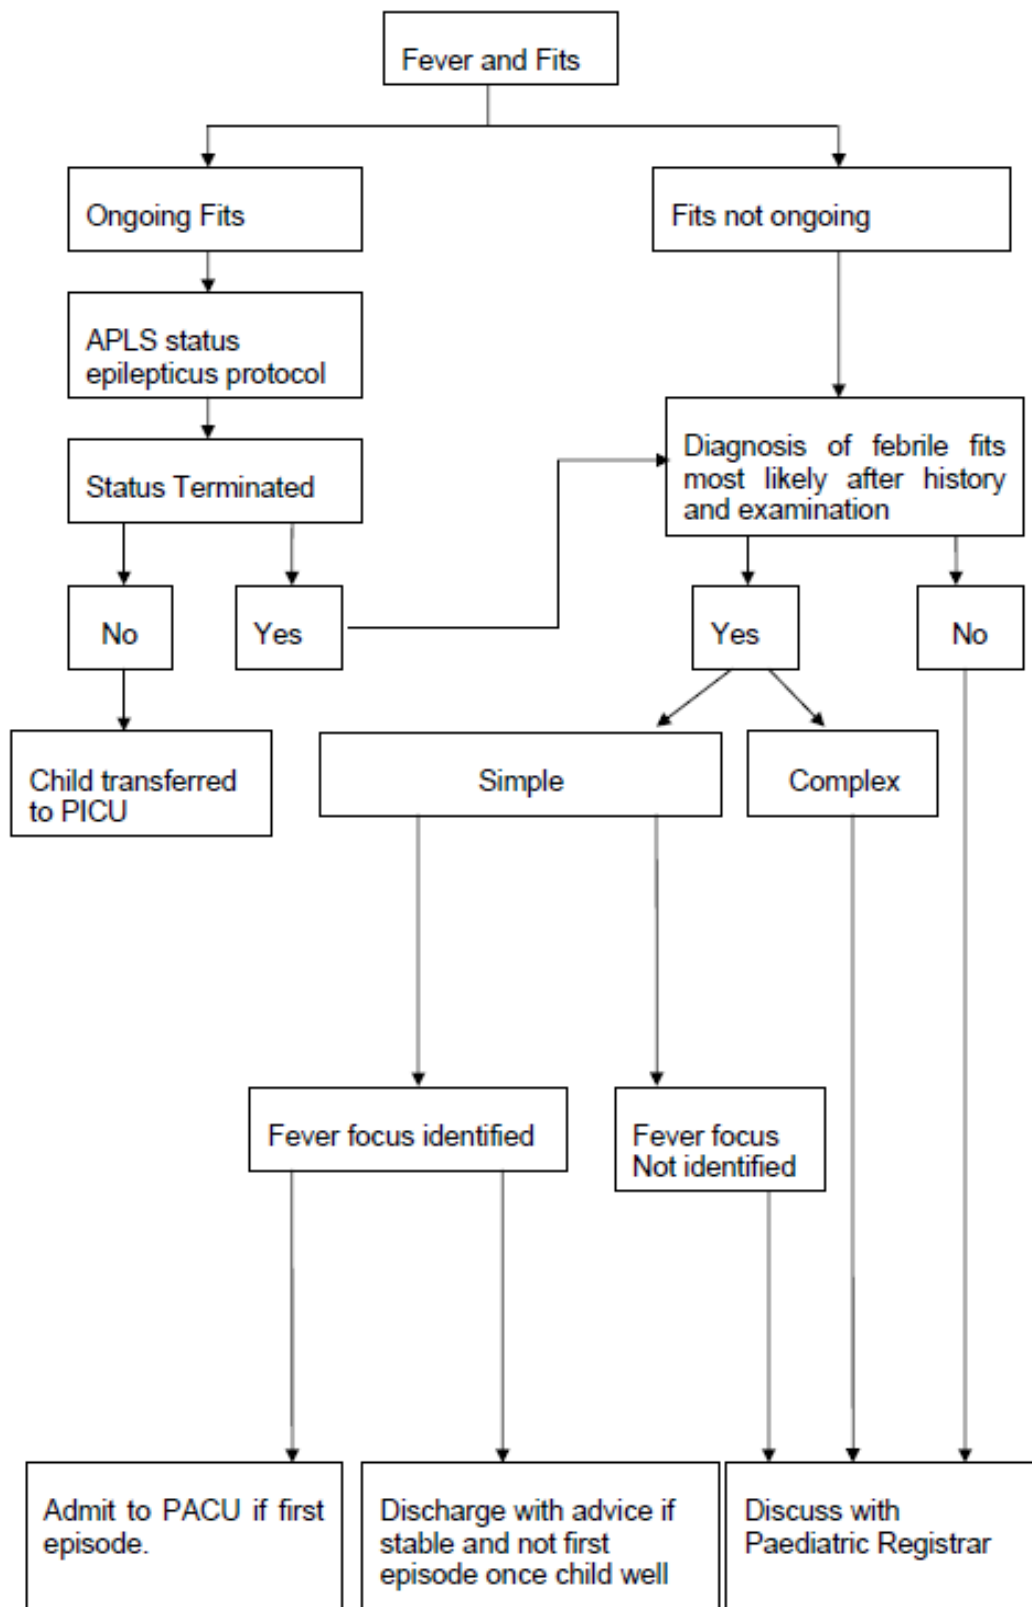 Fever and Fits
Ongoing Fits
Fits not ongoing
APLS status
epilepticus protocol
Status Terminated
Diagnosis of febrile fits
most likely after history
and examination
No
Yes
Yes
No
Child transferred
to PICU
Simple
Complex
Fever focus identified
Fever focus
Not identified
Admit to PACU if first
episode.
Discharge with advice if
stable and not first
episode once child well
Discuss with
Paediatric Registrar